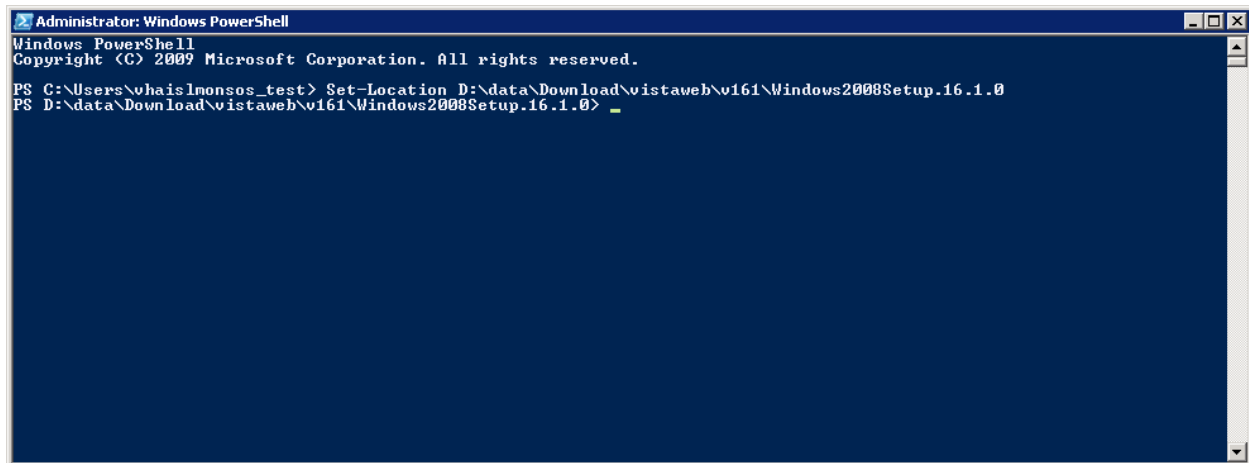 Administrator: Windows PowerShell
Windows PowerShell
Copyright (C) 2009 Microsoft Corporation. All rights reserved.
PS C:\Users\vhaislmonsos_test> Set-Location D:\data\Download\vistaweb\v161\Windows2008Setup.16.1.0
PS D:\data\Download\vistaweb\v161\Windows2008Setup.16.1.0> _